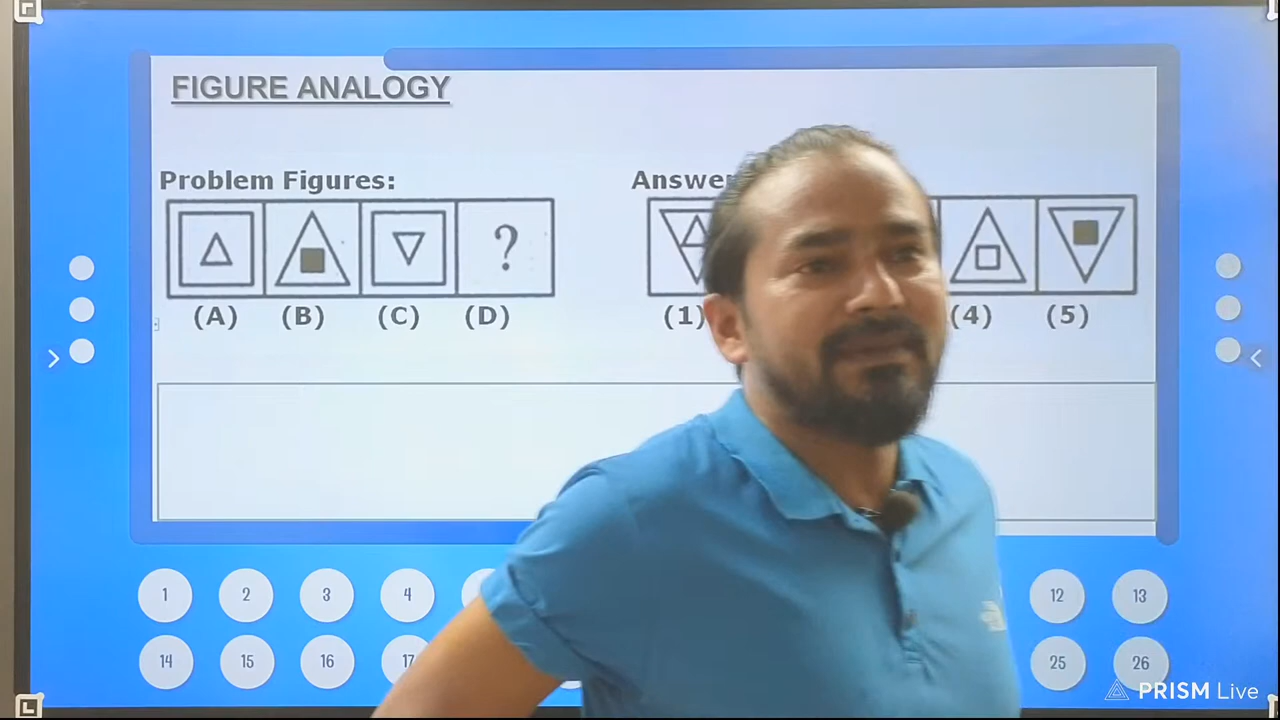 FIGURE ANALOGY
Problem Figures:
?
(A) (B) (C) (D)
(1) (4) (5)
1 2 3 4 12 13
14 15 16 17 25 26
PRISM Live